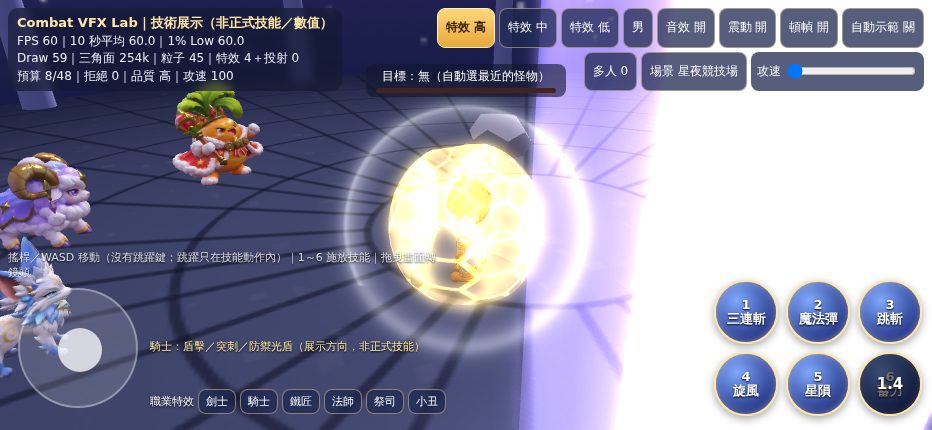 Combat VFX Lab｜技術展示（非正式技能／數值）
FPS 60｜10 秒平均 60.0｜1% Low 60.0
Draw 59｜三角面 254k｜粒子 45｜特效 4＋投射 0
預算 8/48｜拒絕 0｜品質 高｜攻速 100
特效 高
特效 中
特效 低
男
音效 開
震動 開
頓幀 開
自動示範 關
多人 0
場景 星夜競技場
攻速
目標：無（自動選最近的怪物）
搖桿／WASD 移動（沒有跳躍鍵；跳躍只在技能動作內）｜1～6 施放技能｜拖曳畫面轉
鏡頭
騎士：盾擊／突刺／防禦光盾（展示方向，非正式技能）
職業特效
劍士
騎士
鐵匠
法師
祭司
小丑
1
三連斬
2
魔法彈
3
跳斬
4
旋風
5
星隕
6
1.4